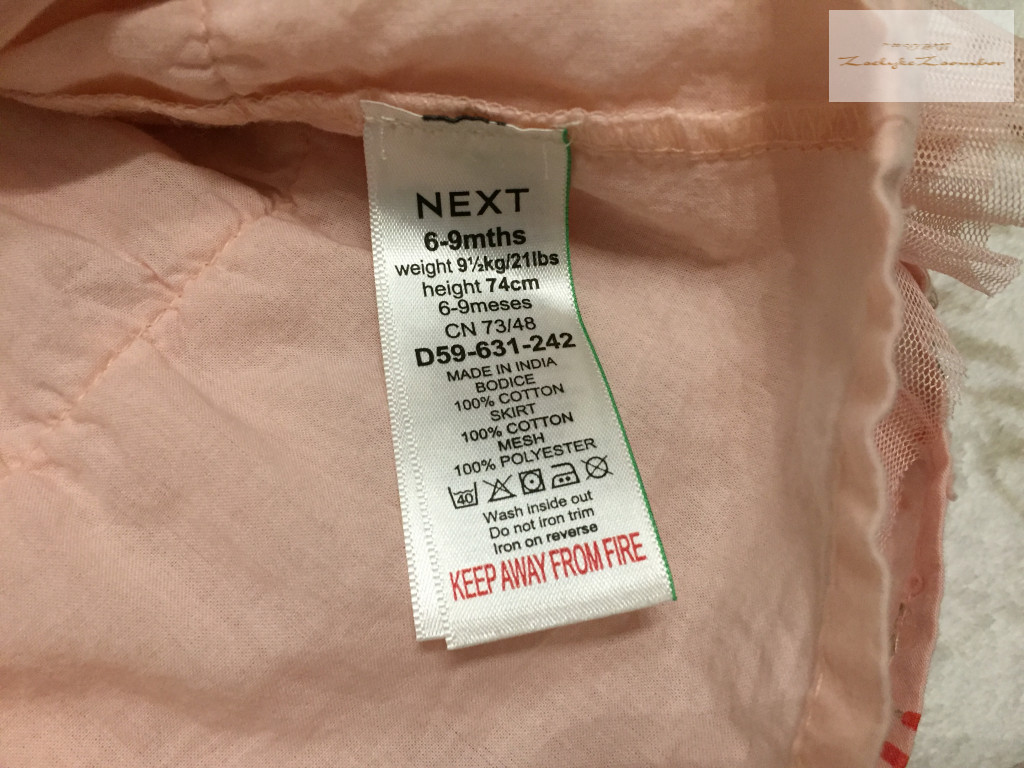 NEXT
6-9mths
weight 9½kg/21lbs
height 74cm
6-9meses
CN 73/48
D59-631-242
MADE IN INDIA
BODICE
100% COTTON
SKIRT
100% COTTON
MESH
100% POLYESTER
40
Wash inside out
Do not iron trim
Iron on reverse
KEEP AWAY FROM FIRE